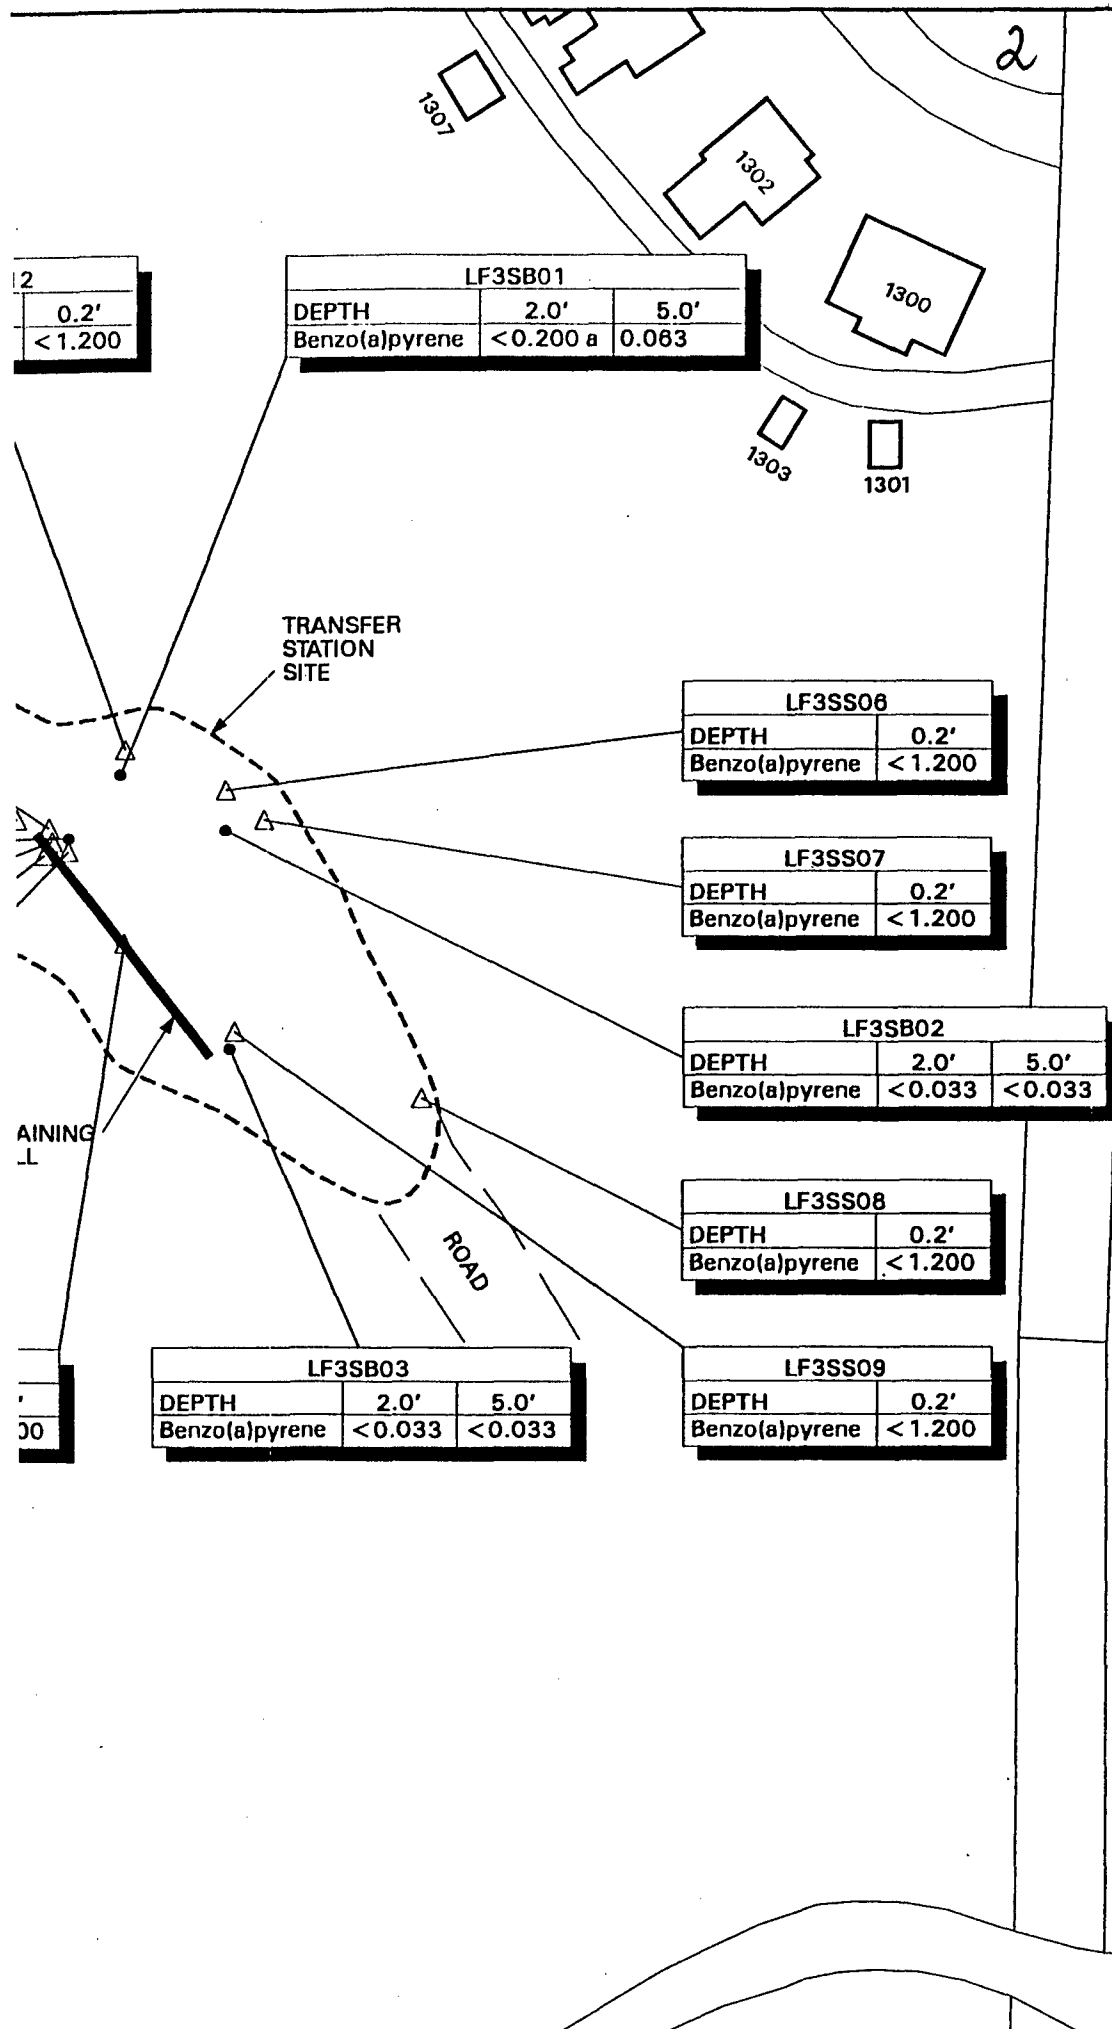 2
1307
1302
1300
1303
1301
12
0.2'
<1.200
LF3SB01
DEPTH 2.0' 5.0'
Benzo(a)pyrene <0.200 a 0.063
TRANSFER
STATION
SITE
LF3SS06
DEPTH 0.2'
Benzo(a)pyrene <1.200
LF3SS07
DEPTH 0.2'
Benzo(a)pyrene <1.200
LF3SB02
DEPTH 2.0' 5.0'
Benzo(a)pyrene <0.033 <0.033
AINING
LL
LF3SS08
DEPTH 0.2'
Benzo(a)pyrene <1.200
ROAD
'
00
LF3SB03
DEPTH 2.0' 5.0'
Benzo(a)pyrene <0.033 <0.033
LF3SS09
DEPTH 0.2'
Benzo(a)pyrene <1.200